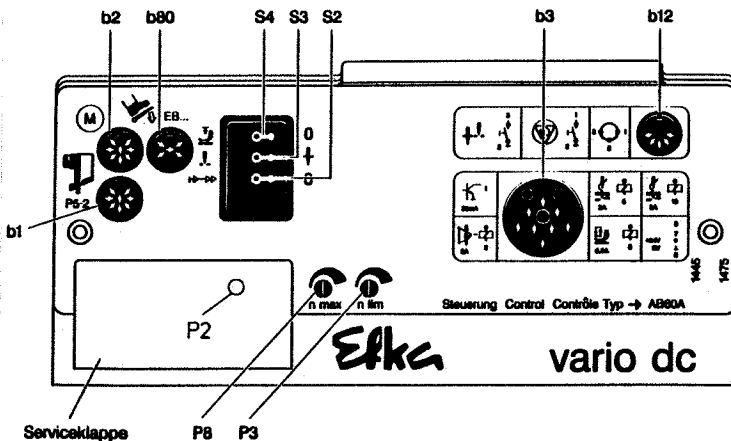 b2 b80 S4 S3 S2 b3 b12
M
EB...
P5-2
b1
0
P2
n max
n lim
Steuerung Control Contrôle Typ → AB60A
1445
1475
Efka
vario dc
Serviceklappe P8 P3